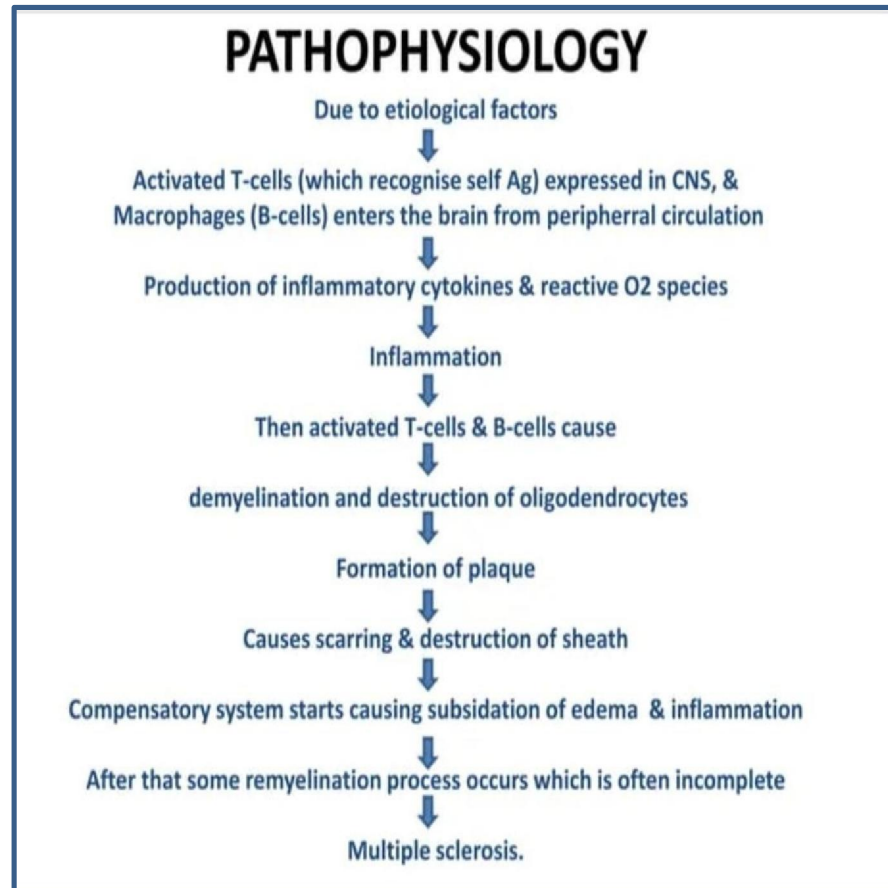 PATHOPHYSIOLOGY
Due to etiological factors
Activated T-cells (which recognise self Ag) expressed in CNS, &
Macrophages (B-cells) enters the brain from peripherral circulation
Production of inflammatory cytokines & reactive O2 species
Inflammation
Then activated T-cells & B-cells cause
demyelination and destruction of oligodendrocytes
Formation of plaque
Causes scarring & destruction of sheath
Compensatory system starts causing subsidation of edema & inflammation
After that some remyelination process occurs which is often incomplete
Multiple sclerosis.